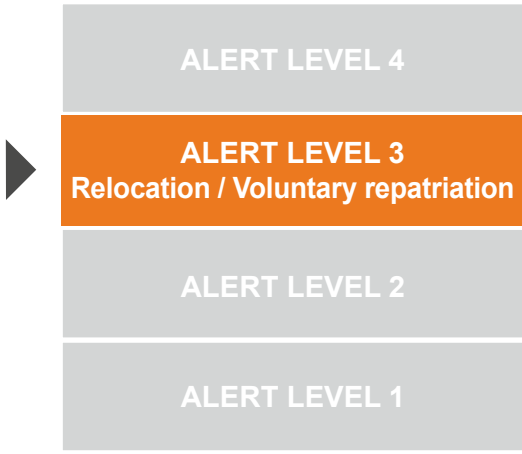 ALERT LEVEL 4
ALERT LEVEL 3
Relocation / Voluntary repatriation
ALERT LEVEL 2
ALERT LEVEL 1